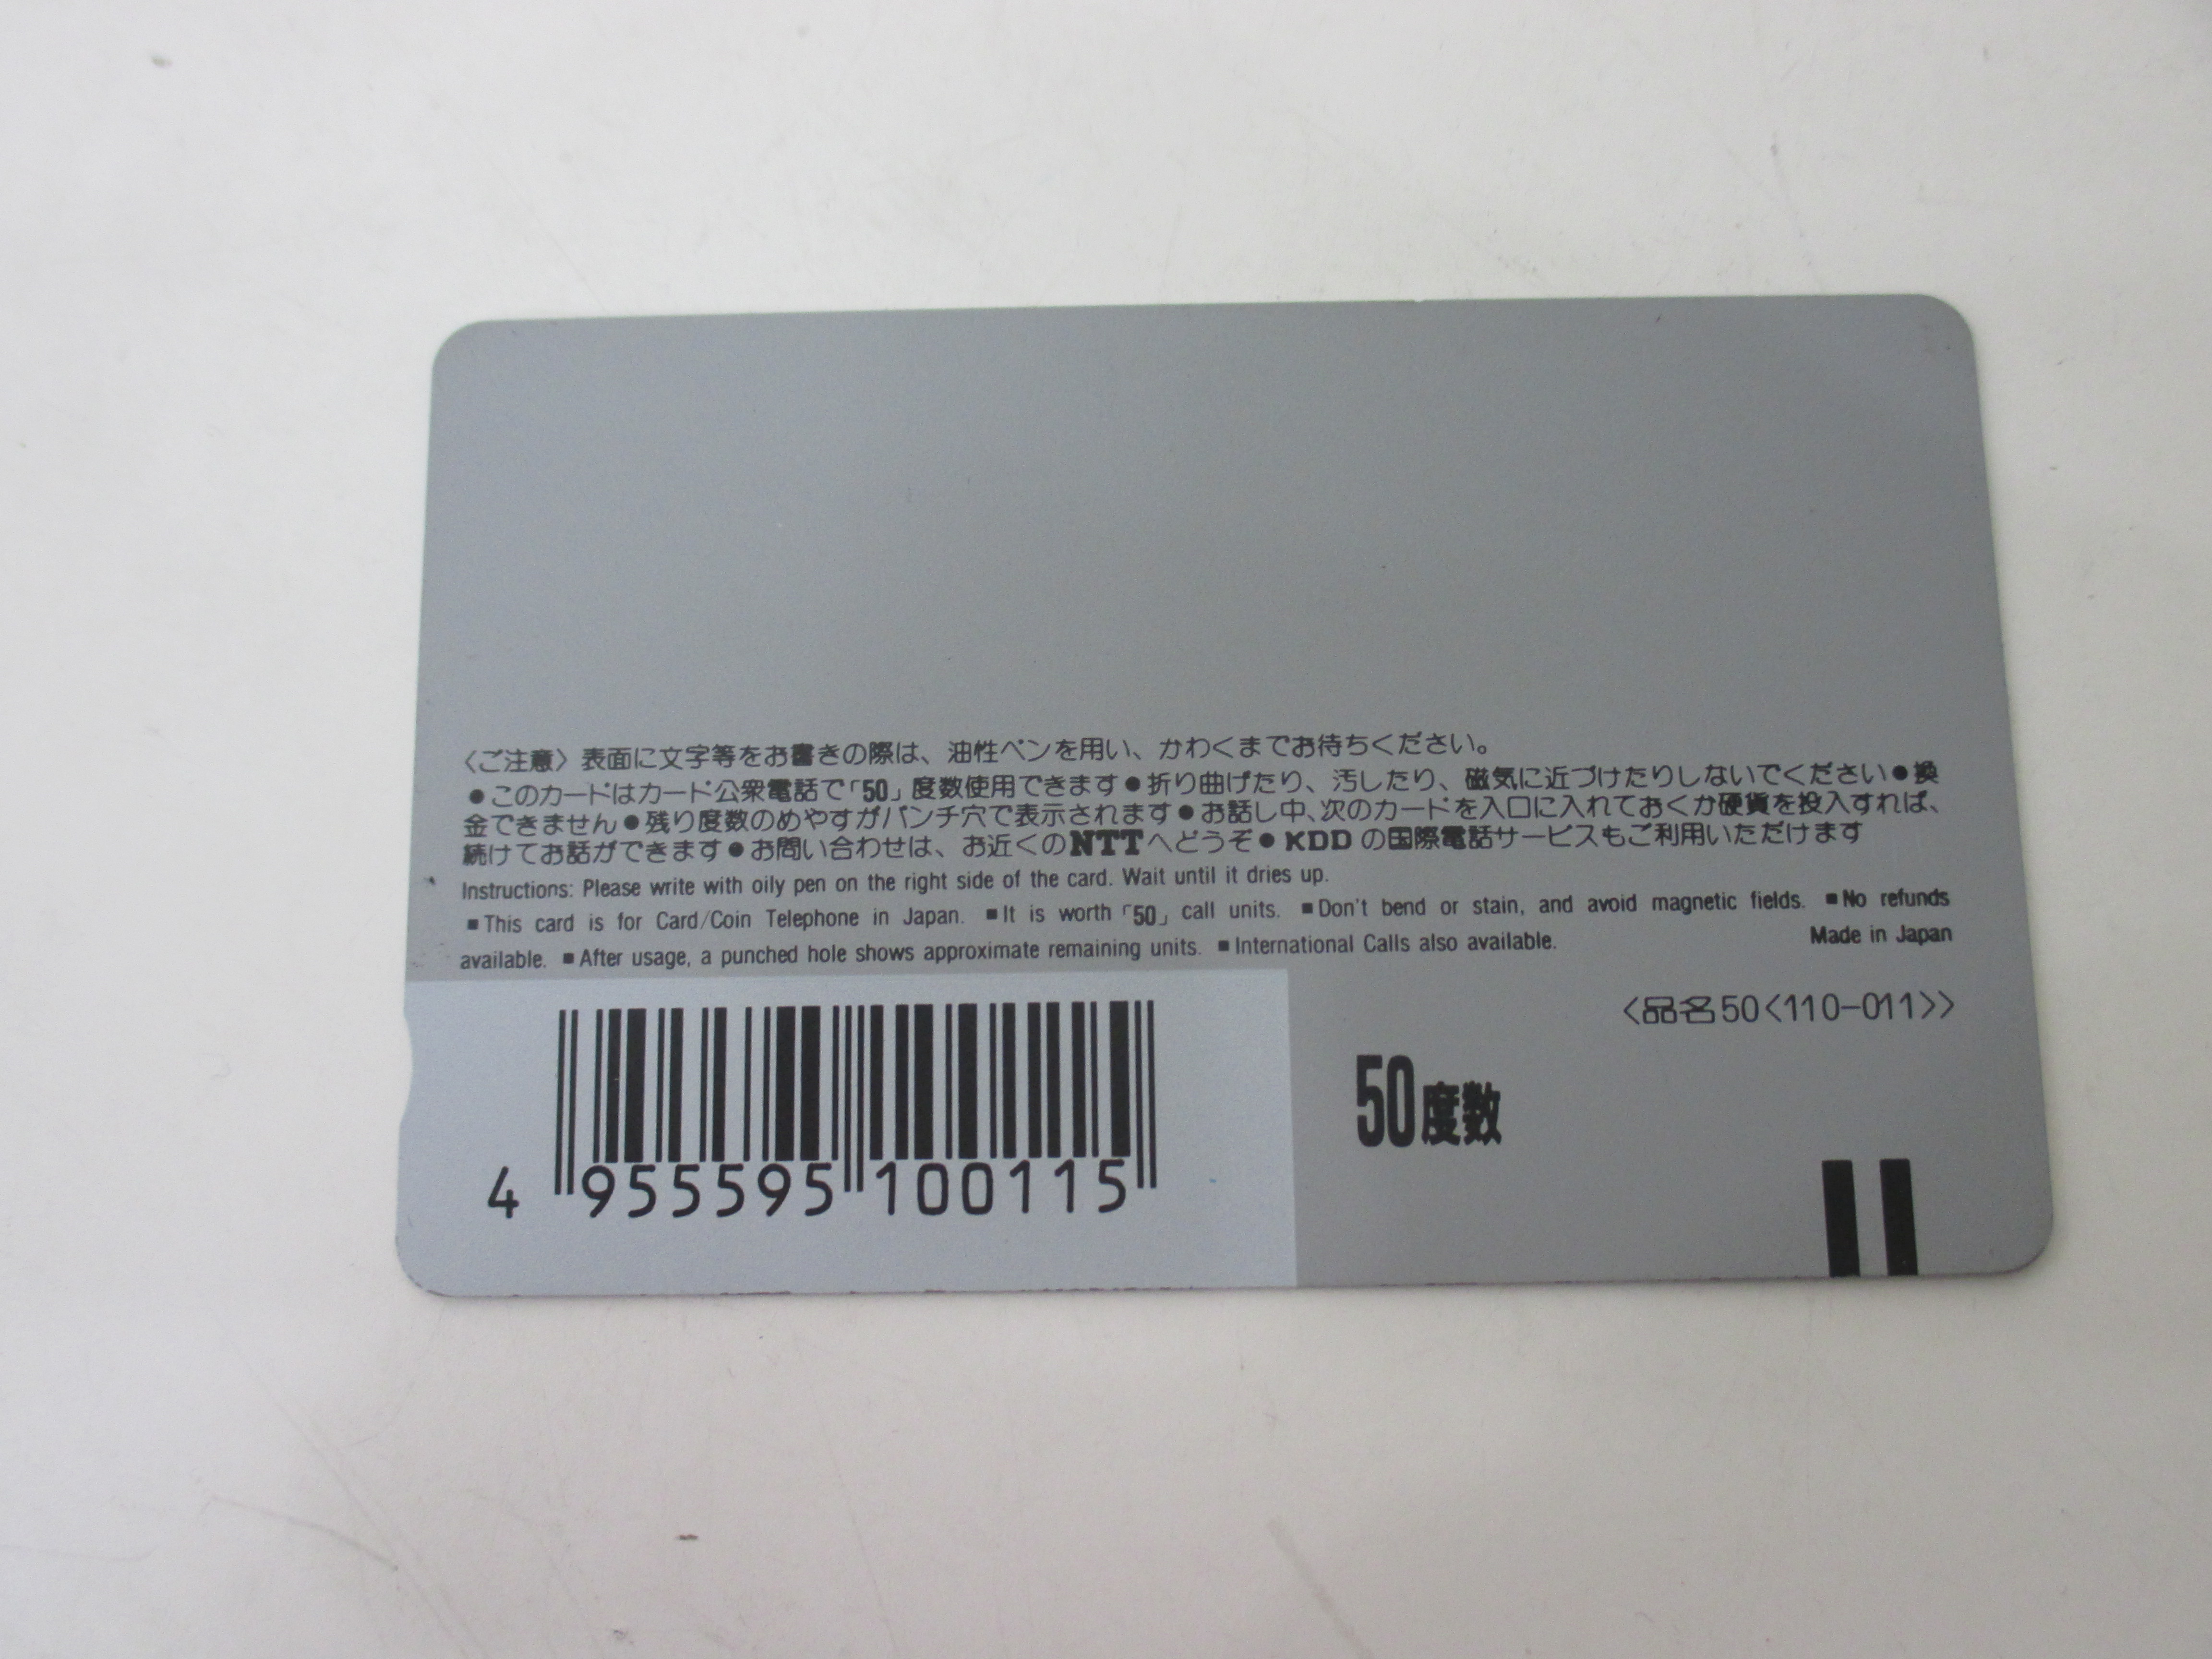 〈ご注意〉表面に文字等をお書きの際は、油性ペンを用い、かわくまでお待ちください。
●このカードはカード公衆電話で「50」度数使用できます●折り曲げたり、汚したり、磁気に近づけたりしないでください●換
金できません●残り度数のめやすがパンチ穴で表示されます●お話し中、次のカードを入口に入れておくか硬貨を投入すれば、
続けてお話ができます●お問い合わせは、お近くのNTTへどうぞ●KDDの国際電話サービスもご利用いただけます
Instructions: Please write with oily pen on the right side of the card. Wait until it dries up.
■This card is for Card/Coin Telephone in Japan. ■It is worth「50」call units. ■Don't bend or stain, and avoid magnetic fields. ■No refunds
available. ■After usage, a punched hole shows approximate remaining units. ■International Calls also available. Made in Japan
〈品名50〈110-011〉〉
50度数
4 955595 100115